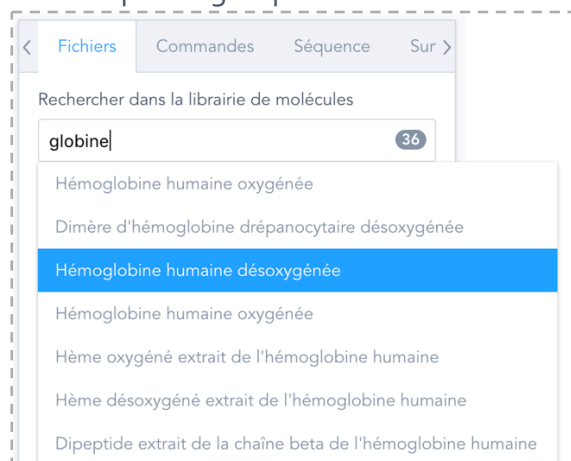 Fichiers Commandes Séquence Sur
Rechercher dans la librairie de molécules
globine 36
Hémoglobine humaine oxygénée
Dimère d'hémoglobine drépanocytaire désoxygénée
Hémoglobine humaine désoxygénée
Hémoglobine humaine oxygénée
Hème oxygéné extrait de l'hémoglobine humaine
Hème désoxygéné extrait de l'hémoglobine humaine
Dipeptide extrait de la chaîne beta de l'hémoglobine humaine